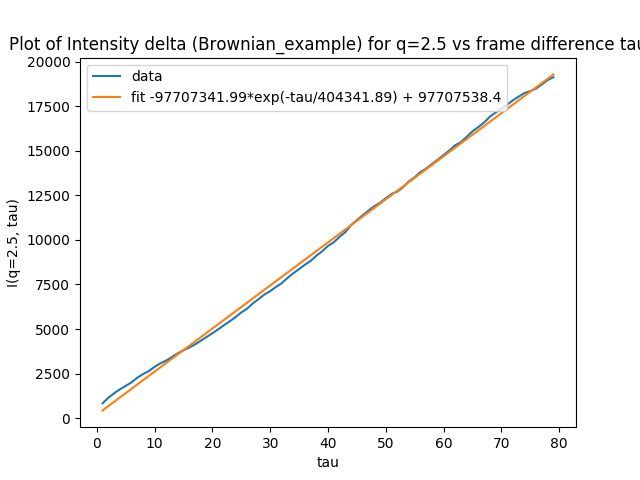 Plot of Intensity delta (Brownian_example) for q=2.5 vs frame difference tau
data
fit -97707341.99*exp(-tau/404341.89) + 97707538.4
20000
17500
15000
12500
10000
7500
5000
2500
0
I(q=2.5, tau)
0 10 20 30 40 50 60 70 80
tau